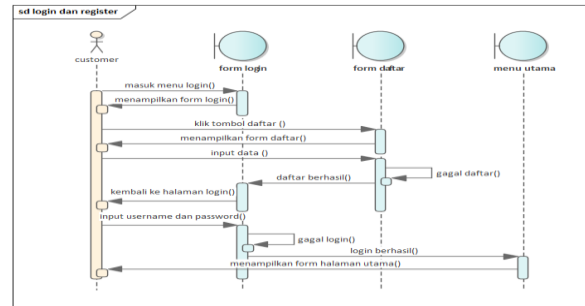 sd login dan register
customer
form login
form daftar
menu utama
masuk menu login()
menampilkan form login()
klik tombol daftar ()
menampilkan form daftar()
input data ()
gagal daftar()
daftar berhasil()
kembali ke halaman login()
input username dan password()
gagal login()
login berhasil()
menampilkan form halaman utama()